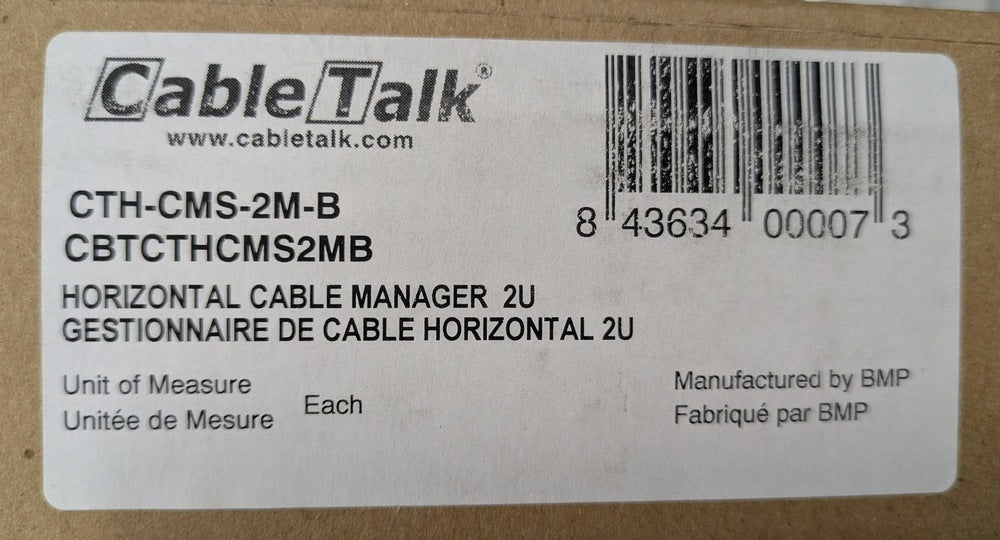 CableTalk®
www.cabletalk.com
8 43634 00007 3
CTH-CMS-2M-B
CBTCTHCMS2MB
HORIZONTAL CABLE MANAGER 2U
GESTIONNAIRE DE CABLE HORIZONTAL 2U
Unit of Measure
Unitée de Mesure
Each
Manufactured by BMP
Fabriqué par BMP